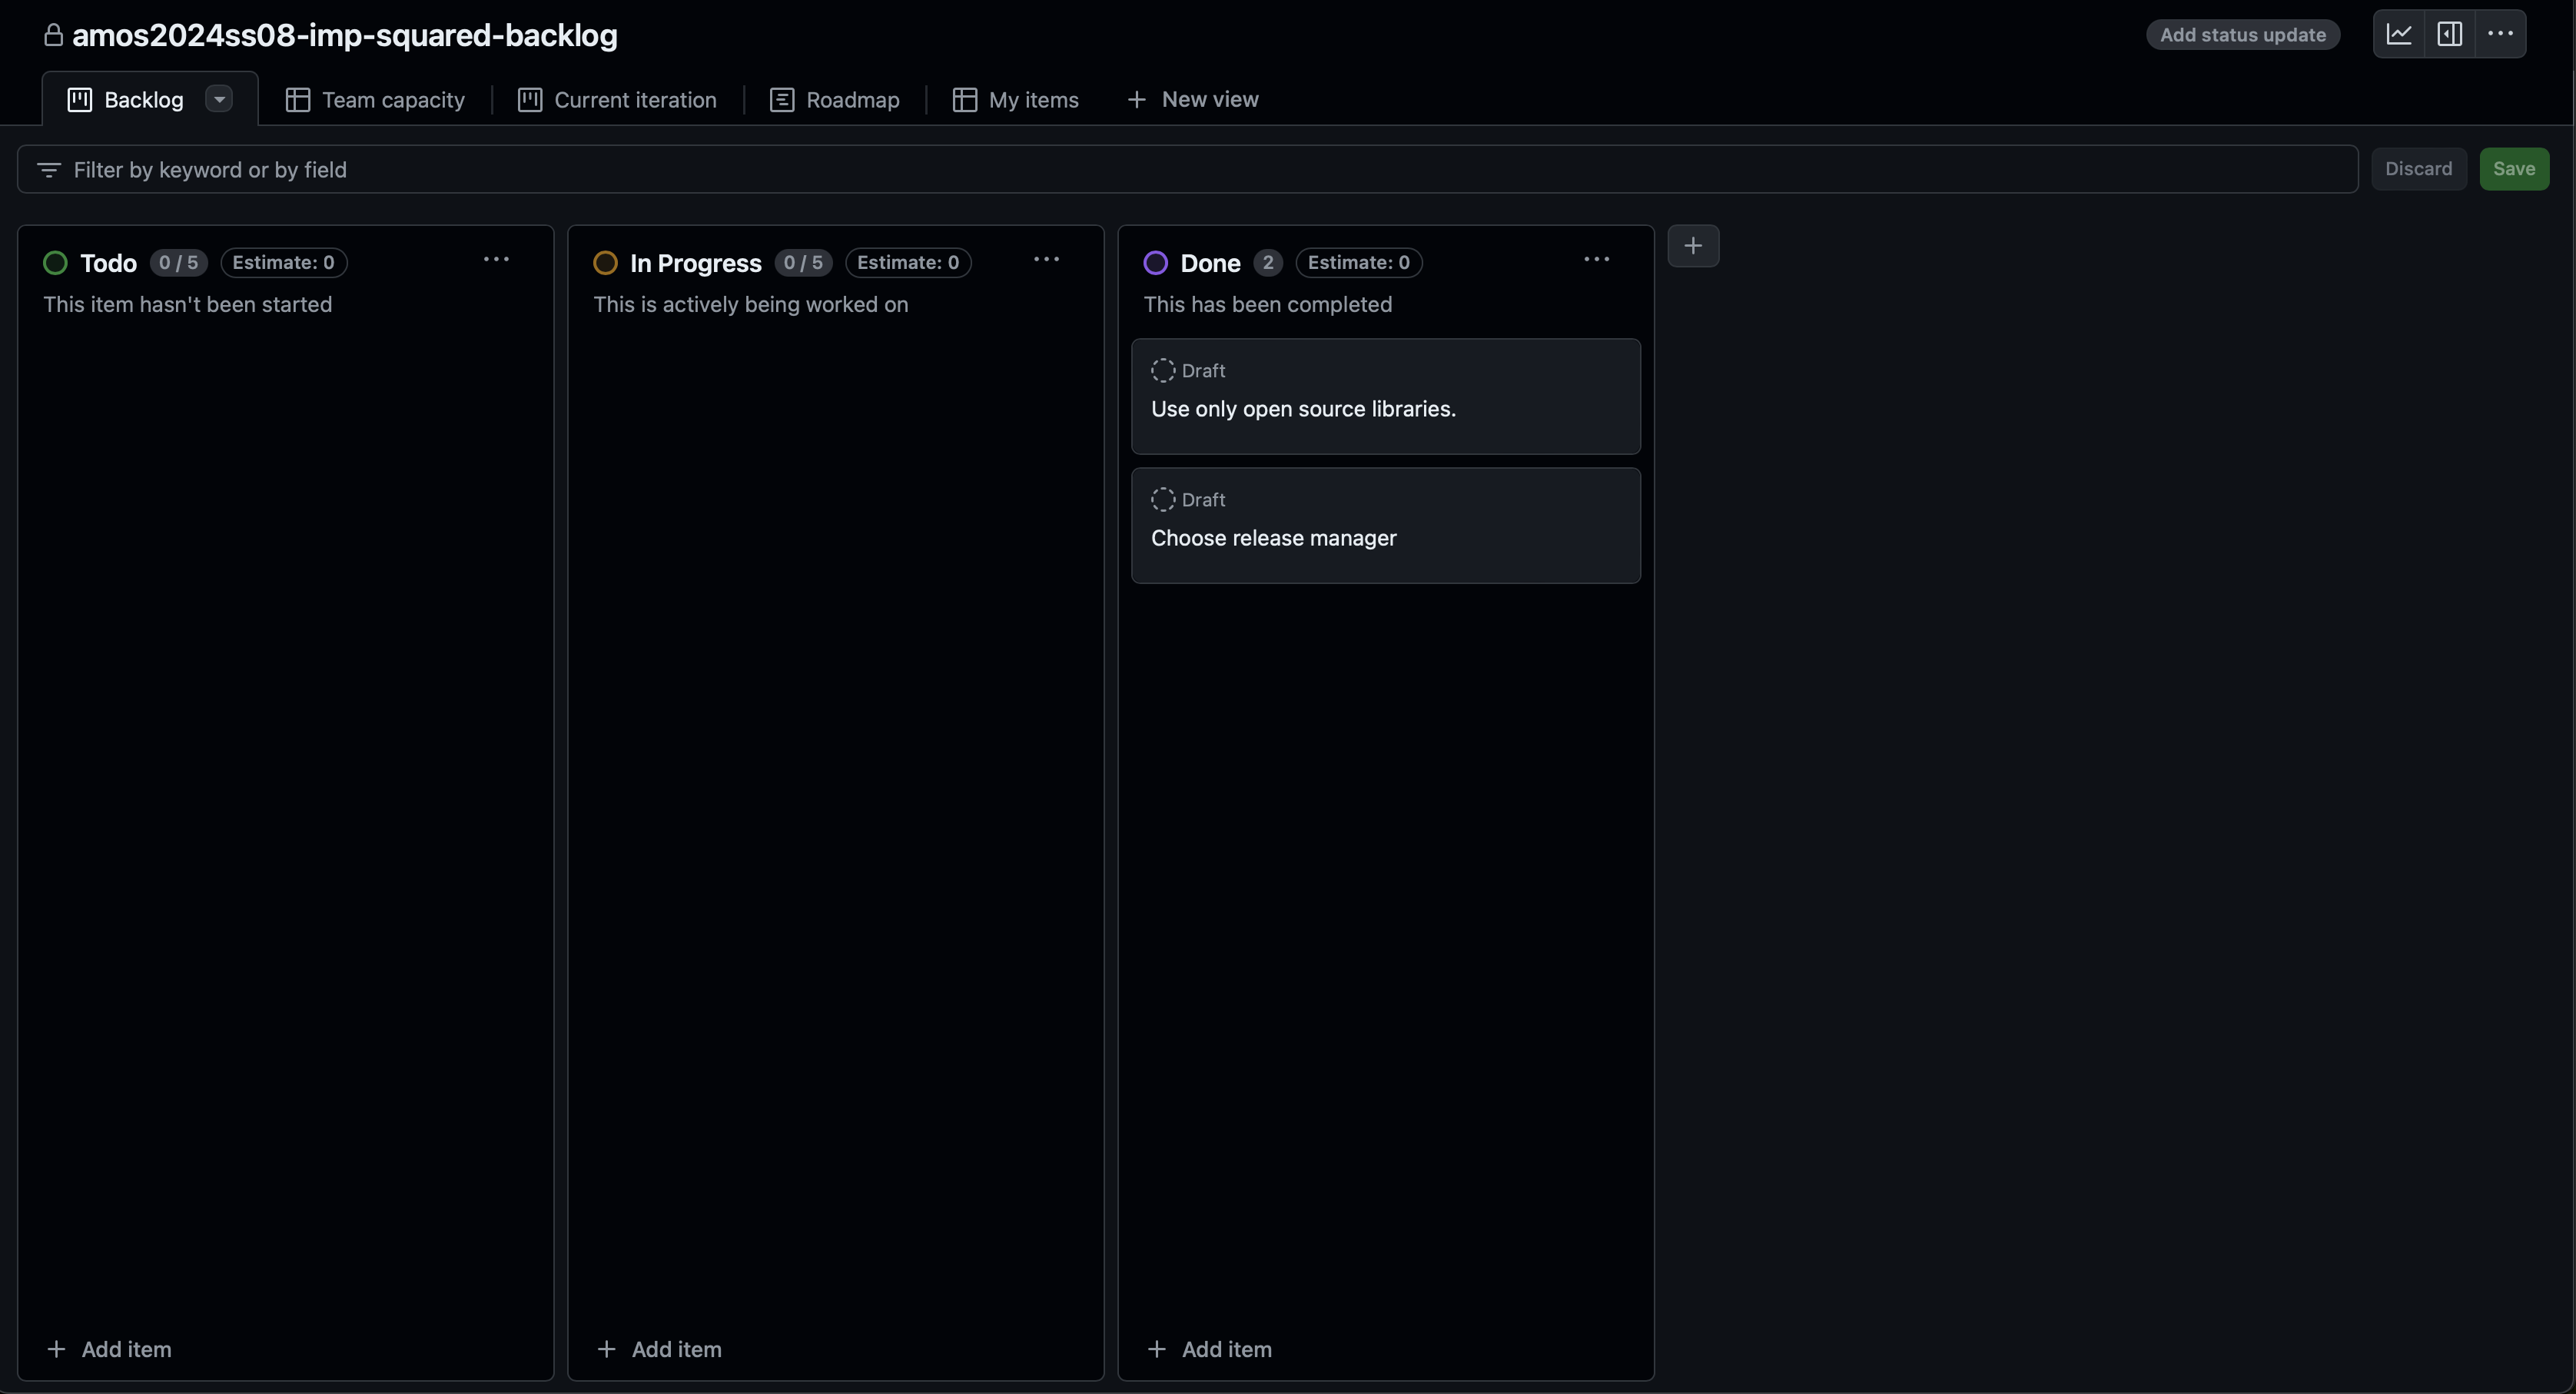 amos2024ss08-imp-squared-backlog
Add status update
Backlog
Team capacity
Current iteration
Roadmap
My items
New view
Filter by keyword or by field
Discard
Save
Todo 0 / 5 Estimate: 0
This item hasn't been started
Add item
In Progress 0 / 5 Estimate: 0
This is actively being worked on
Add item
Done 2 Estimate: 0
This has been completed
Draft
Use only open source libraries.
Draft
Choose release manager
Add item